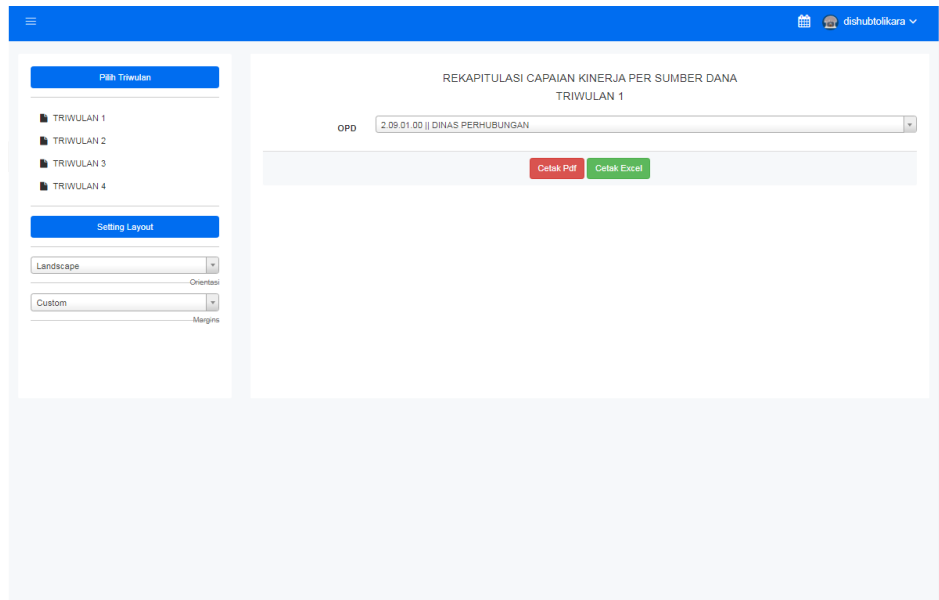 dishubtolikara
Pilih Triwulan
TRIWULAN 1
TRIWULAN 2
TRIWULAN 3
TRIWULAN 4
Setting Layout
Landscape
Orientasi
Custom
Margins
REKAPITULASI CAPAIAN KINERJA PER SUMBER DANA
TRIWULAN 1
OPD 2.09.01.00 || DINAS PERHUBUNGAN
Cetak Pdf Cetak Excel